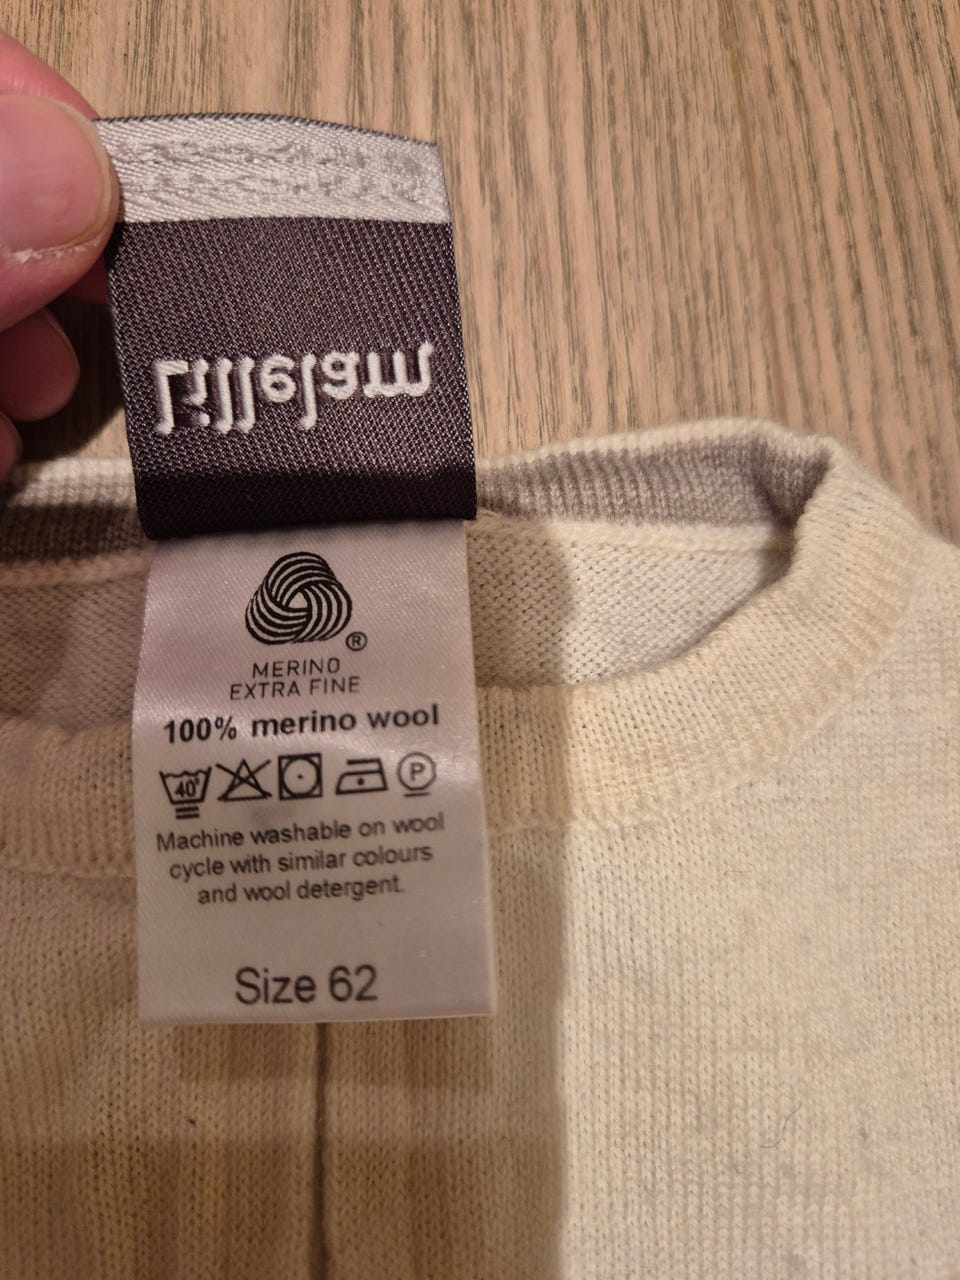 Lillelam
®
MERINO
EXTRA FINE
100% merino wool
40°
P
Machine washable on wool
cycle with similar colours
and wool detergent.
Size 62